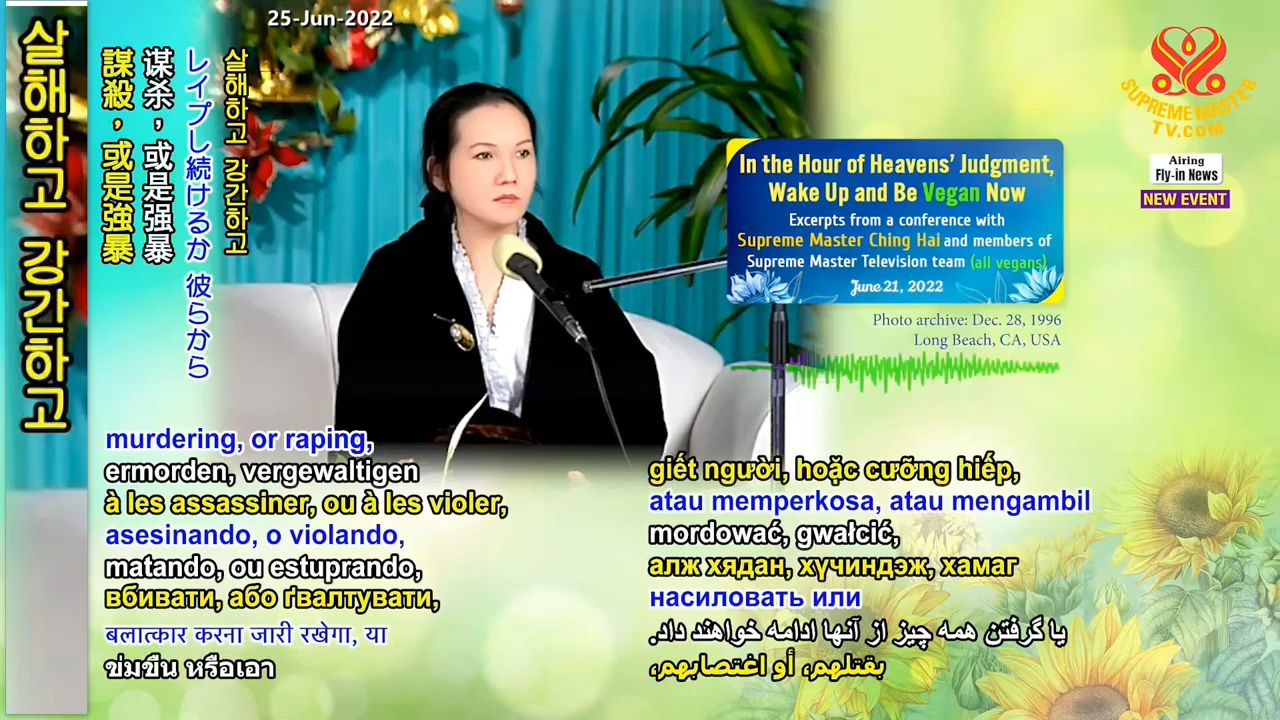 25-Jun-2022
살해하고 강간하고
謀殺，或是強暴
谋杀，或是强暴
レイプし続けるか 彼らから
살해하고 강간하고
SUPREME MASTER
TV.COM
Airing
Fly-in News
NEW EVENT
In the Hour of Heavens' Judgment,
Wake Up and Be Vegan Now
Excerpts from a conference with
Supreme Master Ching Hai and members of
Supreme Master Television team (all vegans)
June 21, 2022
Photo archive: Dec. 28, 1996
Long Beach, CA, USA
murdering, or raping,
ermorden, vergewaltigen
à les assassiner, ou à les violer,
asesinando, o violando,
matando, ou estuprando,
вбивати, або ґвалтувати,
बलात्कार करना जारी रखेगा, या
ข่มขืน หรือเอา
giết người, hoặc cưỡng hiếp,
atau memperkosa, atau mengambil
mordować, gwałcić,
алж хядан, хүчиндэж, хамаг
насиловать или
یا گرفتن همه چیز از آنها ادامه خواهند داد.
بقتلهم، أو اغتصابهم،